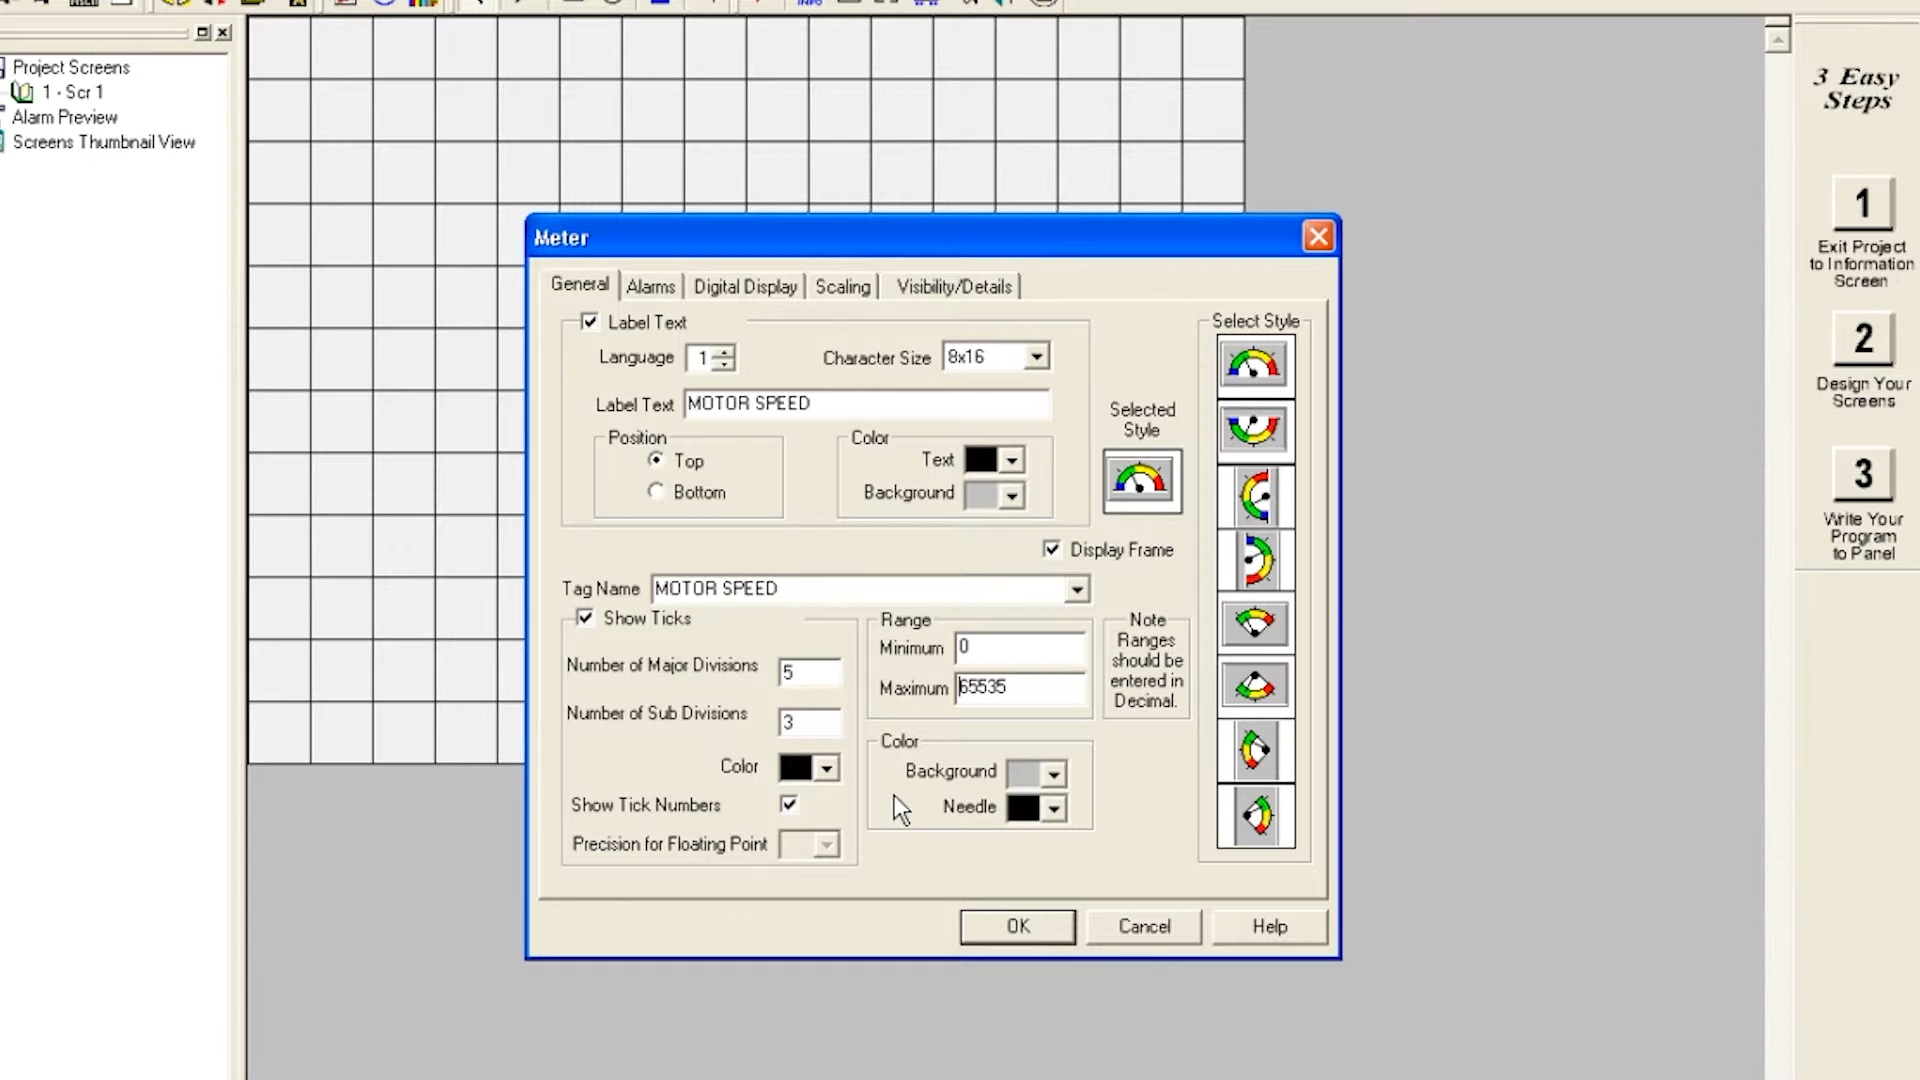 Project Screens
1 - Scr 1
Alarm Preview
Screens Thumbnail View
3 Easy
Steps
1
Exit Project
to Information
Screen
2
Design Your
Screens
3
Write Your
Program
to Panel
Meter
General Alarms Digital Display Scaling Visibility/Details
Label Text
Language 1 Character Size 8x16
Label Text MOTOR SPEED
Position
Top
Bottom
Color
Text
Background
Selected
Style
Select Style
Display Frame
Tag Name MOTOR SPEED
Show Ticks
Number of Major Divisions 5
Number of Sub Divisions 3
Color
Show Tick Numbers
Precision for Floating Point
Range
Minimum 0
Maximum 65535
Note
Ranges
should be
entered in
Decimal.
Color
Background
Needle
OK Cancel Help